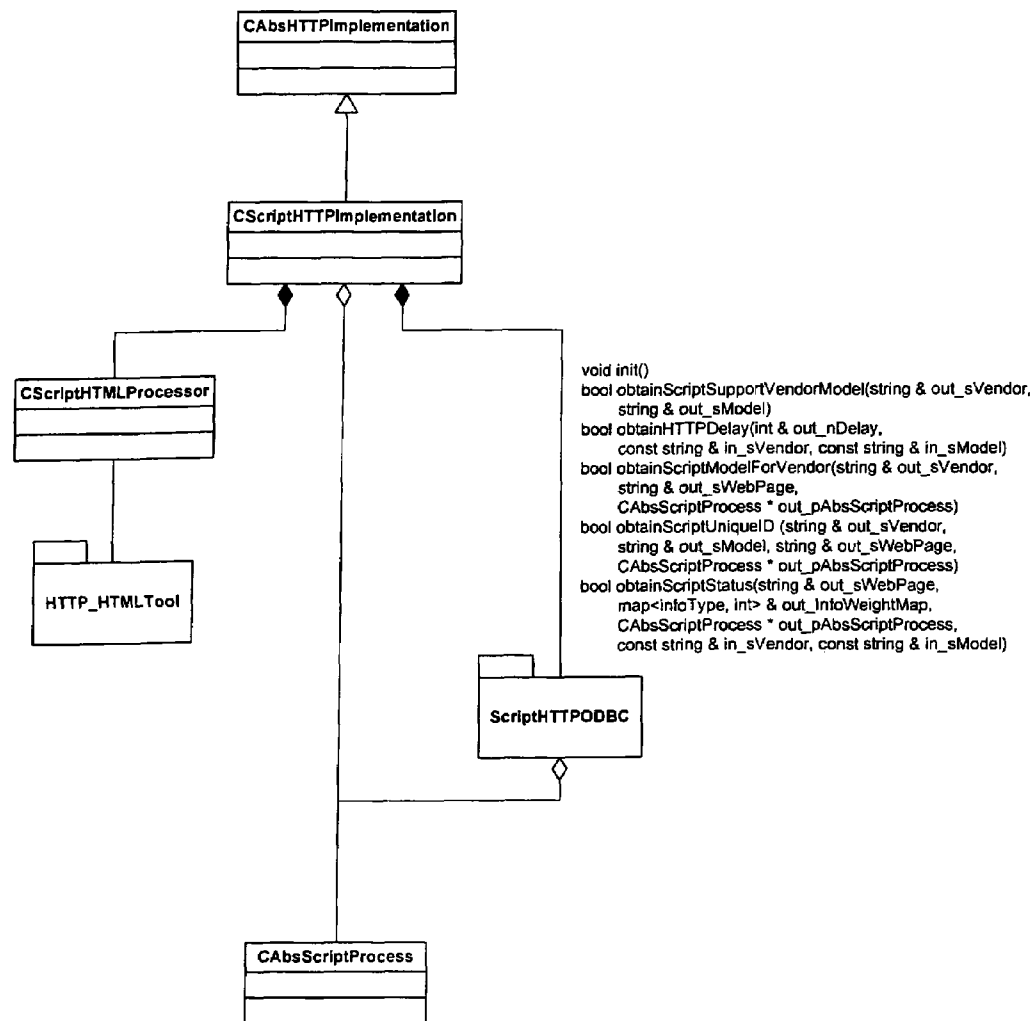 CAbsHTTPImplementation
CScriptHTTPImplementation
CScriptHTMLProcessor
HTTP_HTMLTool
void init()
bool obtainScriptSupportVendorModel(string & out_sVendor,
string & out_sModel)
bool obtainHTTPDelay(int & out_nDelay,
const string & in_sVendor, const string & in_sModel)
bool obtainScriptModelForVendor(string & out_sVendor,
string & out_sWebPage,
CAbsScriptProcess * out_pAbsScriptProcess)
bool obtainScriptUniqueID (string & out_sVendor,
string & out_sModel, string & out_sWebPage,
CAbsScriptProcess * out_pAbsScriptProcess)
bool obtainScriptStatus(string & out_sWebPage,
map<infoType, int> & out_InfoWeightMap,
CAbsScriptProcess * out_pAbsScriptProcess,
const string & in_sVendor, const string & in_sModel)
ScriptHTTPODBC
CAbsScriptProcess